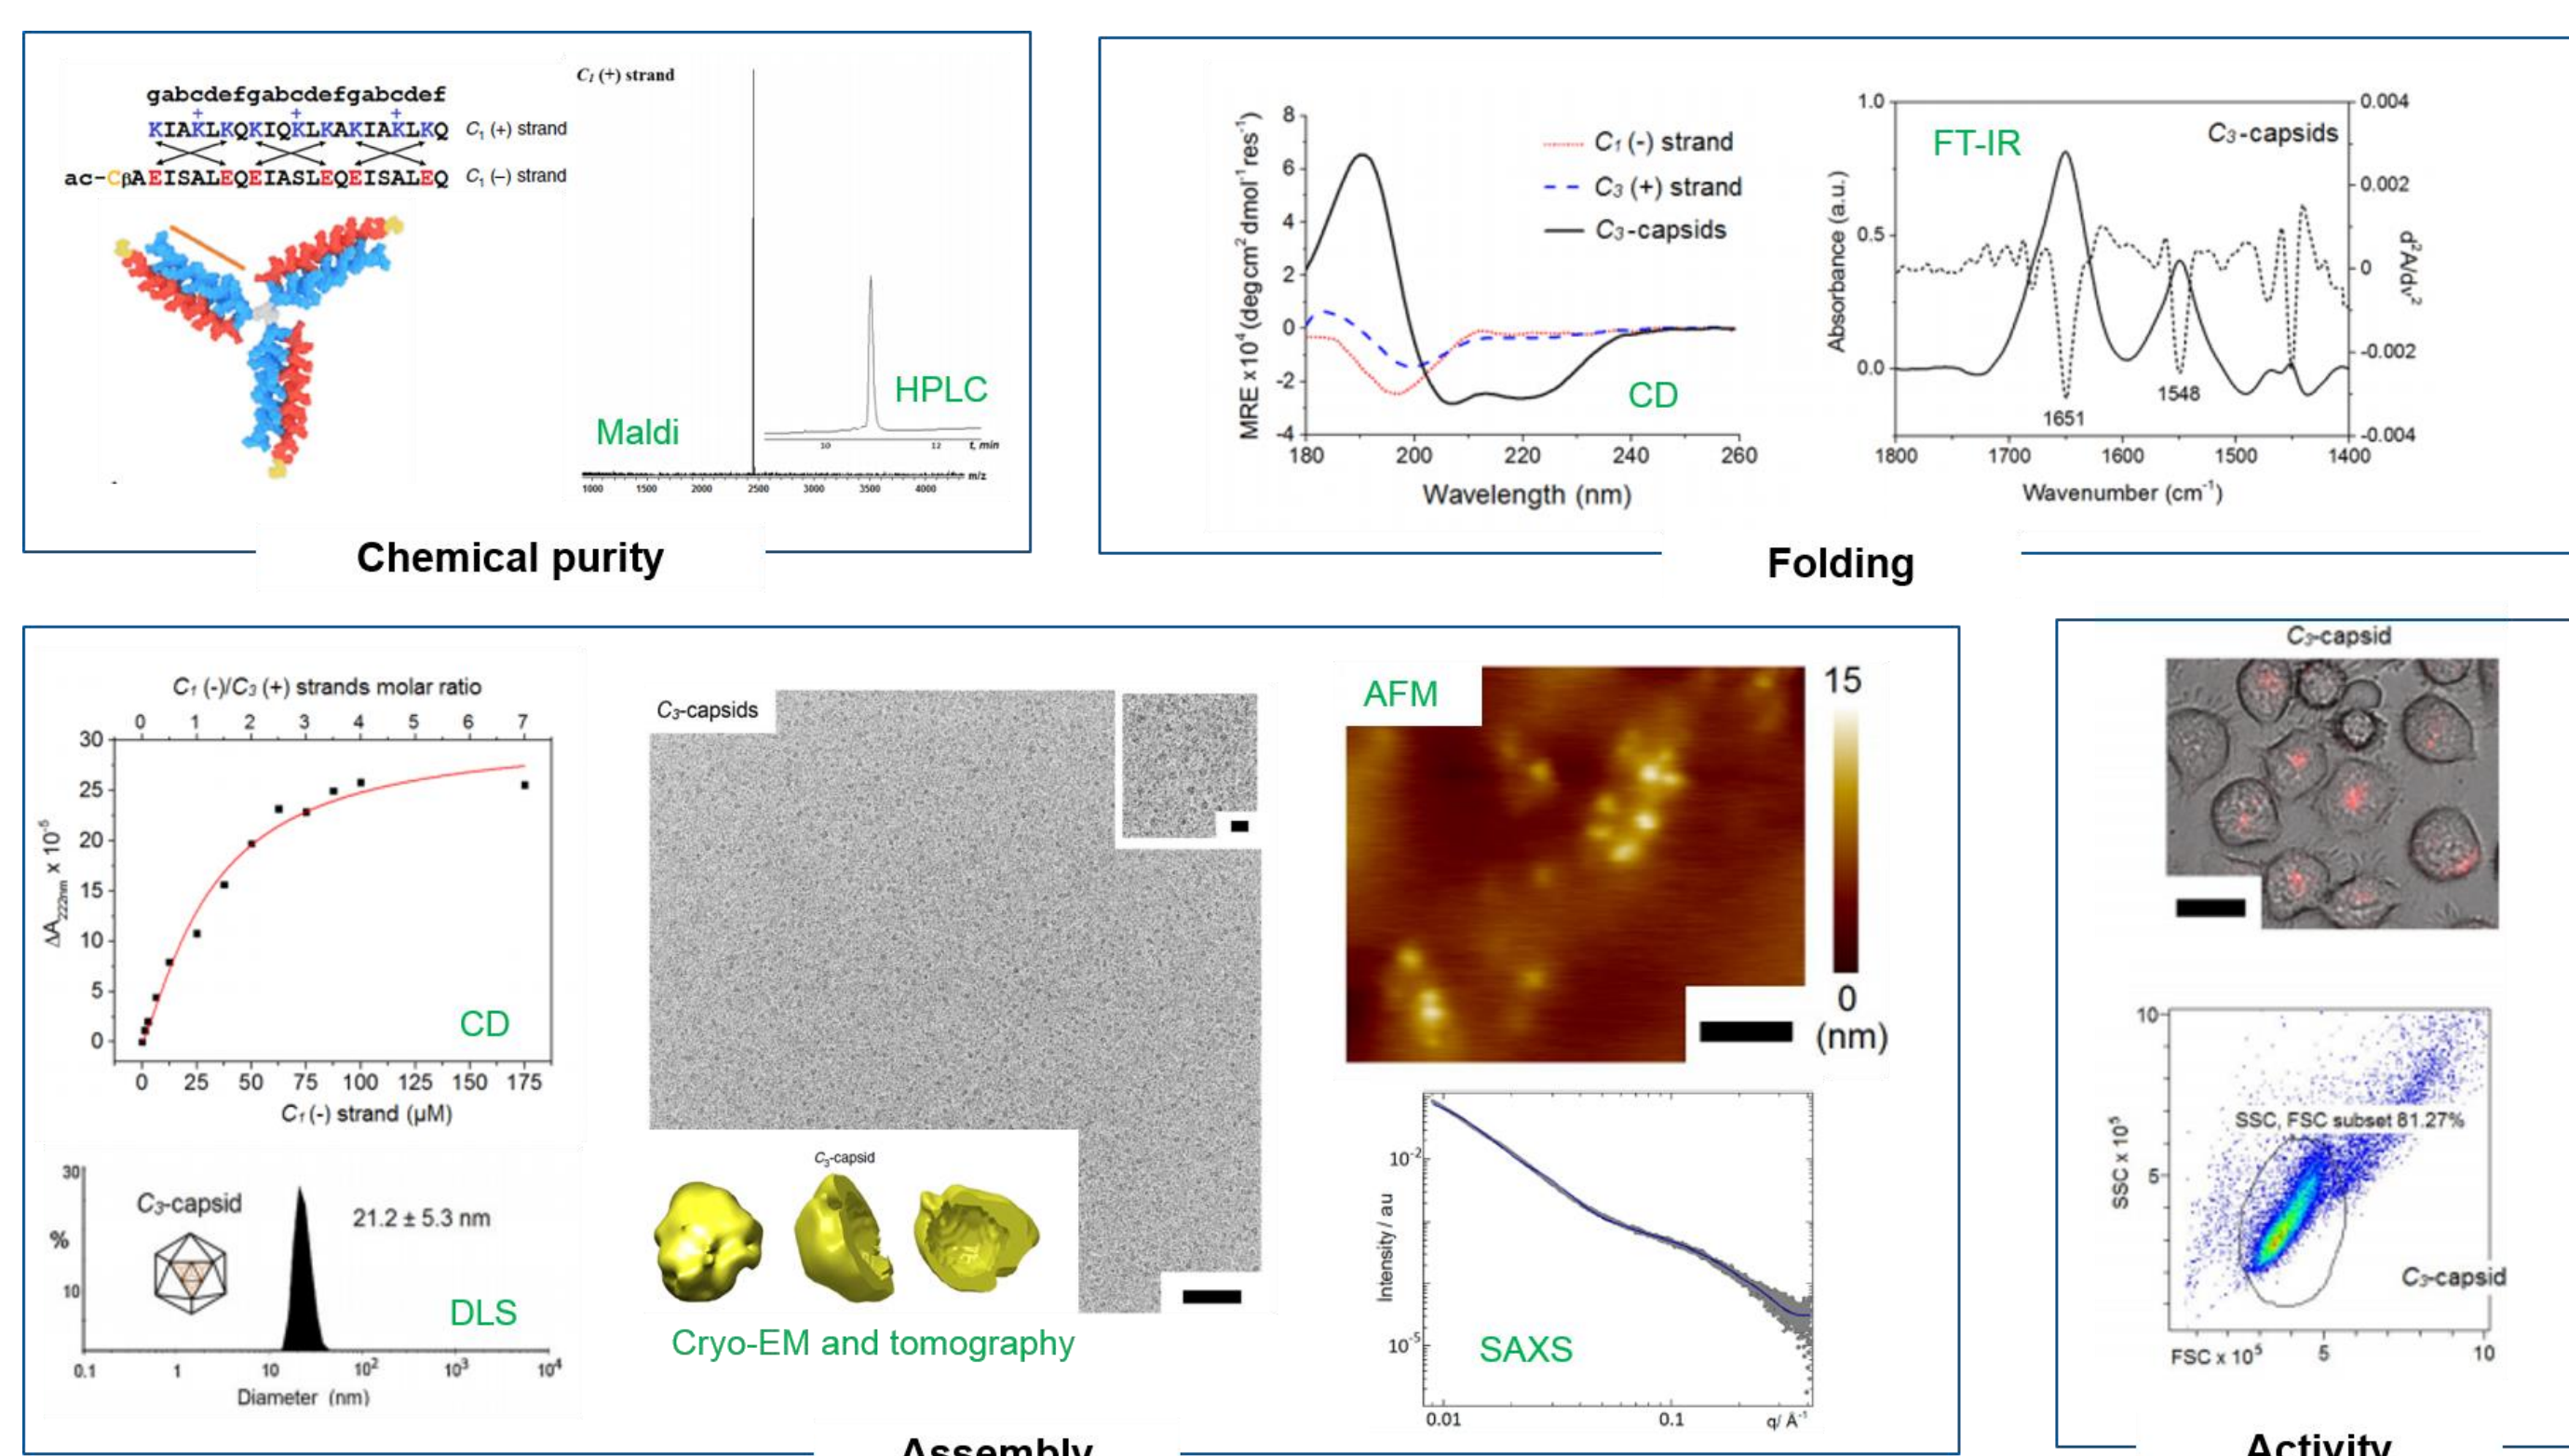 gabcdefgabcdefgabcdef
+ + +
KIAKLKQKIQKLKAKIAKLKQ C₁ (+) strand
ac-CβAEISALEQEIASLEQEISALEQ C₁ (–) strand
C₁ (+) strand
Maldi
HPLC
10 12 t, min
1000 1500 2000 2500 3000 3500 4000 m/z
Chemical purity
MRE x10⁴ (deg cm² dmol⁻¹ res⁻¹)
8
6
4
2
0
-2
-4
C₁ (-) strand
C₃ (+) strand
C₃-capsids
CD
180 200 220 240 260
Wavelength (nm)
FT-IR
C₃-capsids
Absorbance (a.u.)
1.0
0.5
0.0
0.004
0.002
0
-0.002
-0.004
d²A/dν²
1651
1548
1800 1700 1600 1500 1400
Wavenumber (cm⁻¹)
Folding
C₁ (-)/C₃ (+) strands molar ratio
0 1 2 3 4 5 6 7
ΔA₂₂₂nm x 10⁻⁵
30
25
20
15
10
5
0
CD
0 25 50 75 100 125 150 175
C₁ (-) strand (µM)
30
%
10
C₃-capsid
21.2 ± 5.3 nm
DLS
0.1 1 10 10² 10³ 10⁴
Diameter (nm)
C₃-capsids
C₃-capsid
Cryo-EM and tomography
AFM
15
0
(nm)
Intensity / au
10⁻²
10⁻⁵
SAXS
0.01 0.1 q/ Å⁻¹
Assembly
C₃-capsid
SSC x 10⁵
10
5
SSC, FSC subset 81.27%
C₃-capsid
FSC x 10⁵ 5 10
Activity